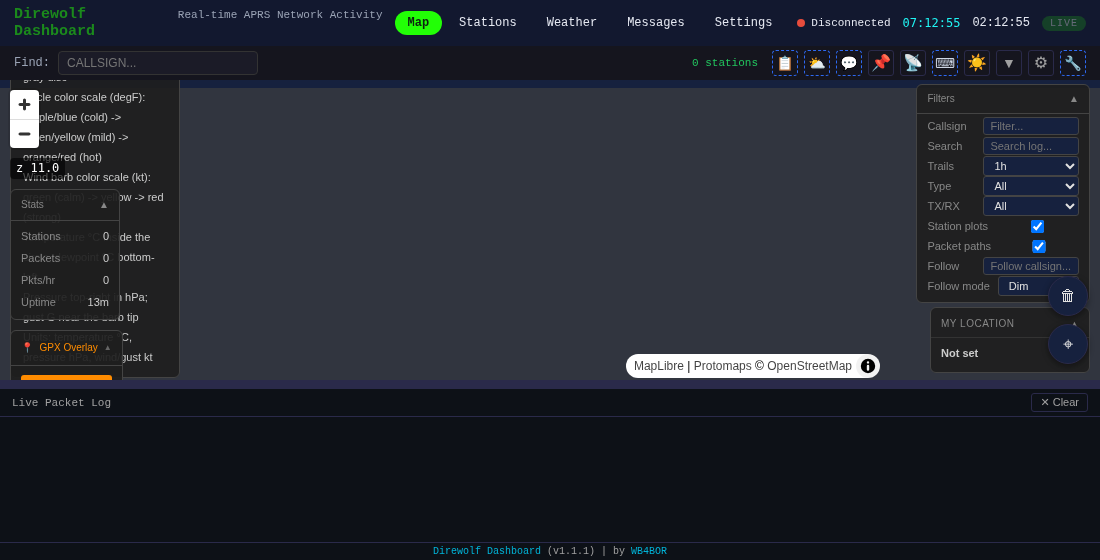 Direwolf
Dashboard
Real-time APRS Network Activity
Map
Stations
Weather
Messages
Settings
Disconnected
07:12:55
02:12:55
LIVE
Find:
CALLSIGN...
0 stations
+
−
z 11.0
orange/red (hot)
Wind barb color scale (kt):
Stats ▲
Stations 0
Packets 0
Pkts/hr 0
Uptime 13m
GPX Overlay ▲
Filters ▲
Callsign Filter...
Search Search log...
Trails 1h
Type All
TX/RX All
Station plots
Packet paths
Follow Follow callsign...
Follow mode Dim
MY LOCATION
Not set
MapLibre | Protomaps © OpenStreetMap
Live Packet Log
✕ Clear
Direwolf Dashboard (v1.1.1) | by WB4BOR